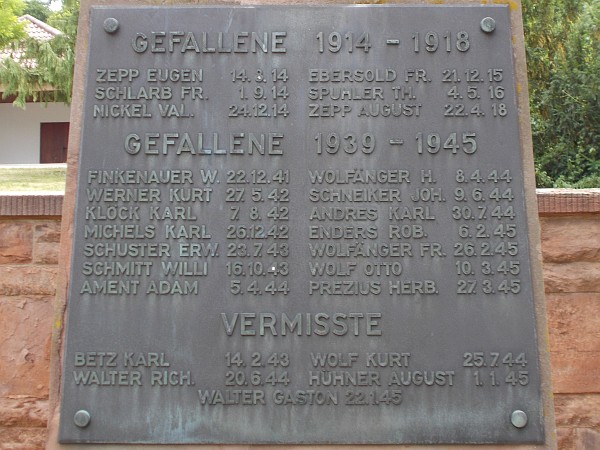 GEFALLENE 1914 - 1918
ZEPP EUGEN 14.8.14 EBERSOLD FR. 21.12.15
SCHLARB FR. 1.9.14 SPUHLER TH. 4.5.16
NICKEL VAL. 24.12.14 ZEPP AUGUST 22.4.18
GEFALLENE 1939 - 1945
FINKENAUER W. 22.12.41 WOLFÄNGER H. 8.4.44
WERNER KURT 27.5.42 SCHNEIKER JOH. 9.6.44
KLOCK KARL 7.8.42 ANDRES KARL 30.7.44
MICHELS KARL 26.12.42 ENDERS ROB. 6.2.45
SCHUSTER ERW. 23.7.43 WOLFÄNGER FR. 26.2.45
SCHMITT WILLI 16.10.43 WOLF OTTO 10.3.45
AMENT ADAM 5.4.44 PREZIUS HERB. 27.3.45
VERMISSTE
BETZ KARL 14.2.43 WOLF KURT 25.7.44
WALTER RICH. 20.6.44 HÜHNER AUGUST 1.1.45
WALTER GASTON 22.1.45